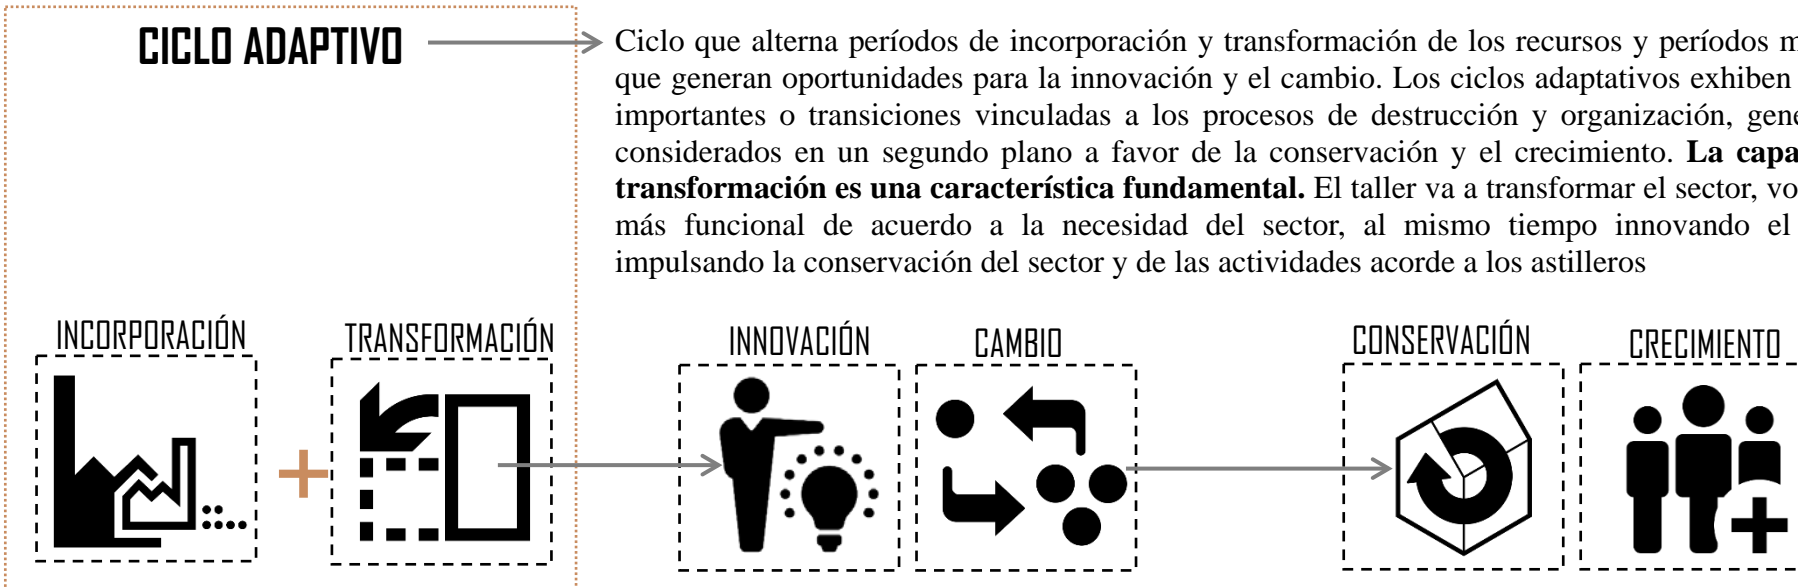 CICLO ADAPTIVO
Ciclo que alterna períodos de incorporación y transformación de los recursos y períodos
que generan oportunidades para la innovación y el cambio. Los ciclos adaptativos exhiben
importantes o transiciones vinculadas a los procesos de destrucción y organización,
considerados en un segundo plano a favor de la conservación y el crecimiento. La
transformación es una característica fundamental. El taller va a transformar el sector,
más funcional de acuerdo a la necesidad del sector, al mismo tiempo innovando el
impulsando la conservación del sector y de las actividades acorde a los astilleros
INCORPORACIÓN
TRANSFORMACIÓN
INNOVACIÓN
CAMBIO
CONSERVACIÓN
CRECIMIENTO